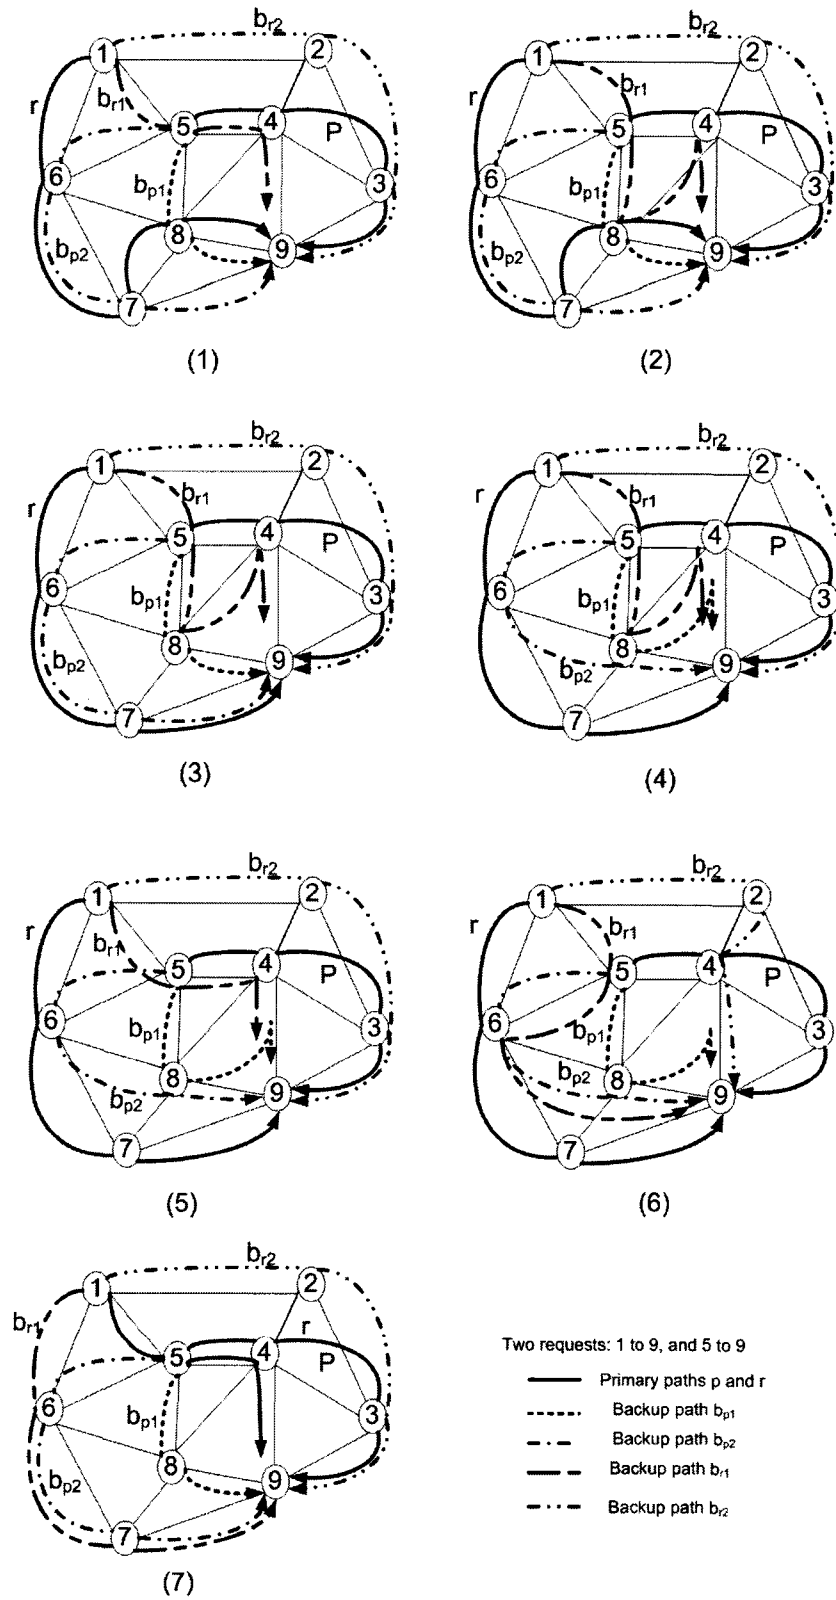 b_r2
1
2
r
b_r1
5
4
P
6
b_p1
3
8
b_p2
9
7
(1)
b_r2
1
2
r
b_r1
5
4
P
6
b_p1
3
8
b_p2
9
7
(2)
b_r2
1
2
r
b_r1
5
4
P
6
b_p1
3
8
b_p2
9
7
(3)
b_r2
1
2
r
b_r1
5
4
P
6
b_p1
3
8
b_p2
9
7
(4)
b_r2
1
2
r
b_r1
5
4
P
6
b_p1
3
8
b_p2
9
7
(5)
b_r2
1
2
r
b_r1
5
4
P
6
b_p1
3
b_p2
8
9
7
(6)
b_r2
1
2
b_r1
r
5
4
P
6
b_p1
3
8
b_p2
9
7
(7)
Two requests: 1 to 9, and 5 to 9
Primary paths p and r
Backup path b_p1
Backup path b_p2
Backup path b_r1
Backup path b_r2